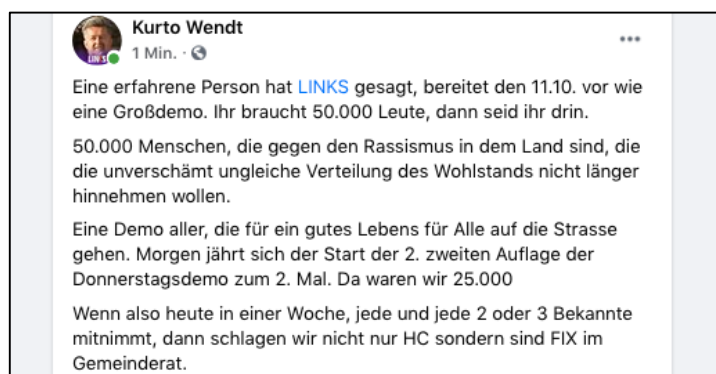 Kurto Wendt
1 Min. ·
LINKS
Eine erfahrene Person hat LINKS gesagt, bereitet den 11.10. vor wie
eine Großdemo. Ihr braucht 50.000 Leute, dann seid ihr drin.
50.000 Menschen, die gegen den Rassismus in dem Land sind, die
die unverschämt ungleiche Verteilung des Wohlstands nicht länger
hinnehmen wollen.
Eine Demo aller, die für ein gutes Lebens für Alle auf die Strasse
gehen. Morgen jährt sich der Start der 2. zweiten Auflage der
Donnerstagsdemo zum 2. Mal. Da waren wir 25.000
Wenn also heute in einer Woche, jede und jede 2 oder 3 Bekannte
mitnimmt, dann schlagen wir nicht nur HC sondern sind FIX im
Gemeinderat.